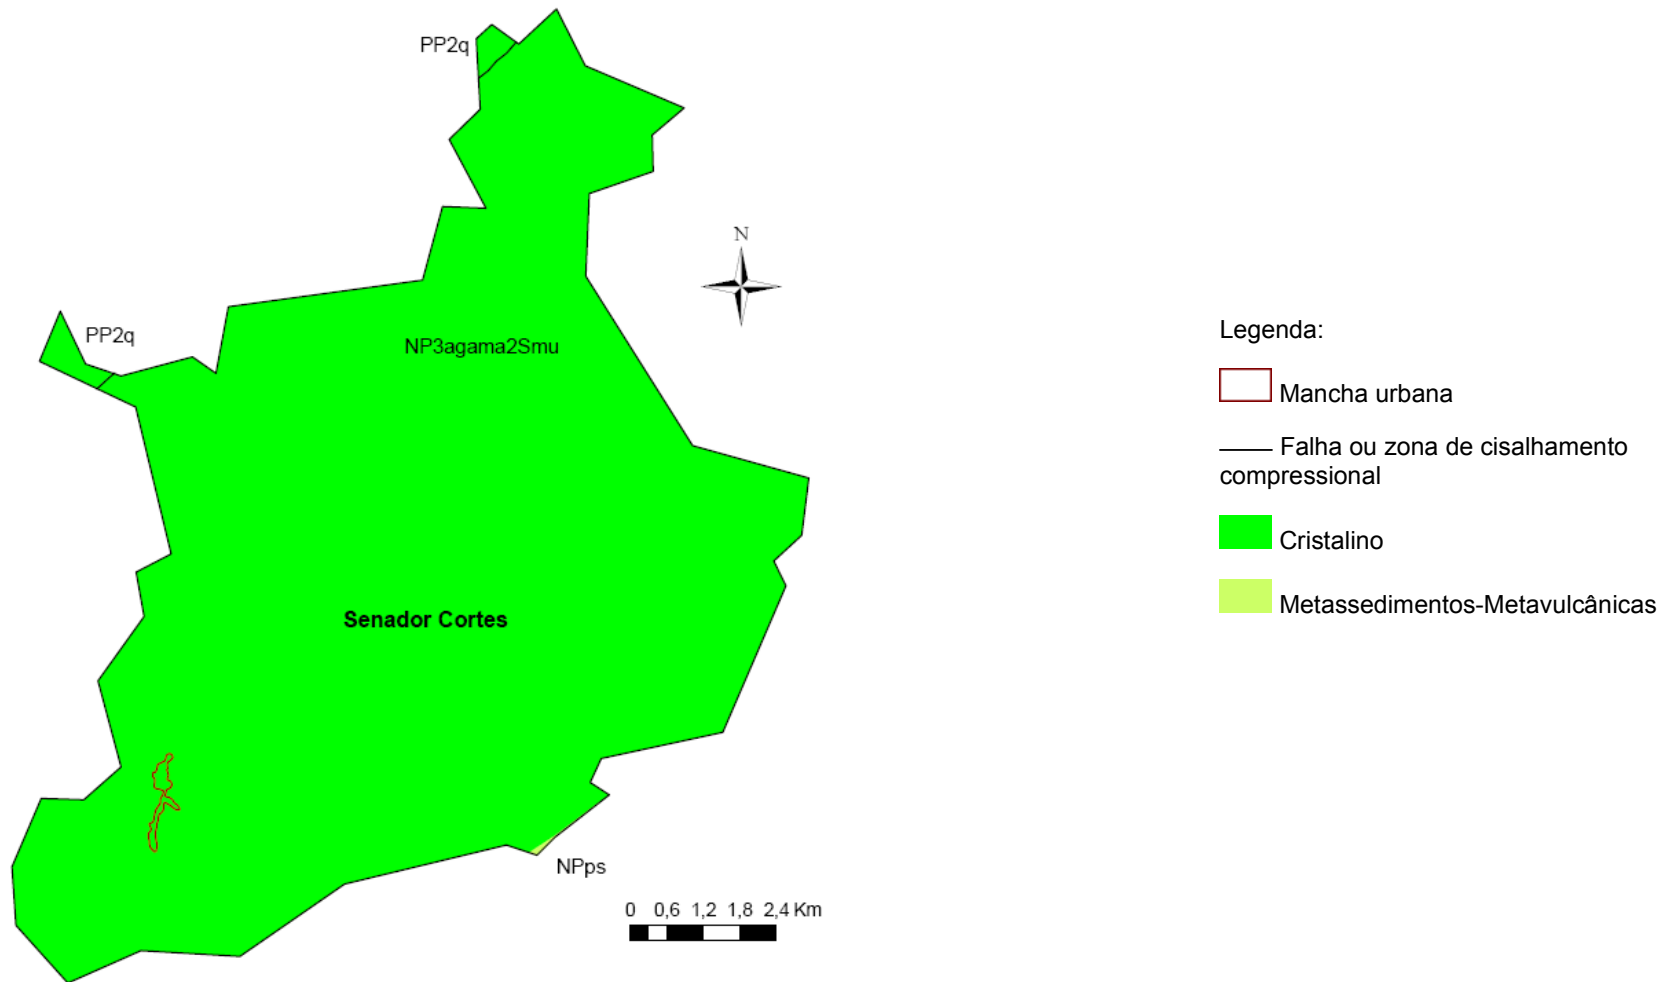 PP2q
N
PP2q
NP3agama2Smu
Senador Cortes
NPps
0 0,6 1,2 1,8 2,4 Km
Legenda:
Mancha urbana
Falha ou zona de cisalhamento
compressional
Cristalino
Metassedimentos-Metavulcânicas